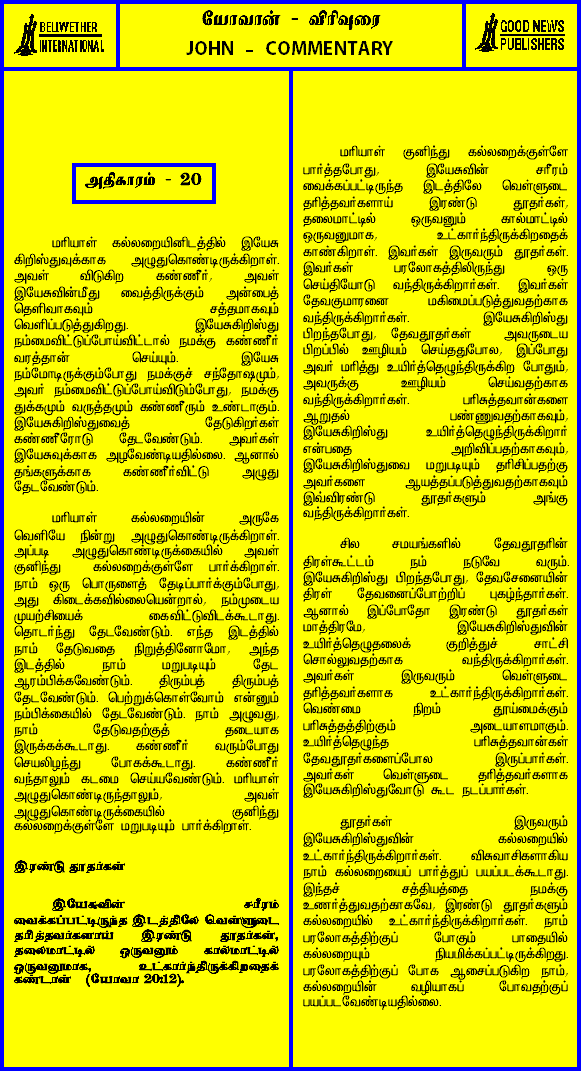 BELLWETHER
INTERNATIONAL
யோவான் - விரிவுரை
JOHN - COMMENTARY
GOOD NEWS
PUBLISHERS
அதிகாரம் - 20
மரியாள் கல்லறையினிடத்தில் இயேசு
கிறிஸ்துவுக்காக அழுதுகொண்டிருக்கிறாள்.
அவள் விடுகிற கண்ணீர், அவள்
இயேசுவின்மீது வைத்திருக்கும் அன்பைத்
தெளிவாகவும் சத்தமாகவும்
வெளிப்படுத்துகிறது. இயேசுகிறிஸ்து
நம்மைவிட்டுப்போய்விட்டால் நமக்கு கண்ணீர்
வரத்தான் செய்யும். இயேசு
நம்மோடிருக்கும்போது நமக்குச் சந்தோஷமும்,
அவர் நம்மைவிட்டுப்போய்விடும்போது, நமக்கு
துக்கமும் வருத்தமும் கண்ணீரும் உண்டாகும்.
இயேசுகிறிஸ்துவைத் தேடுகிறர்கள்
கண்ணீரோடு தேடவேண்டும். அவர்கள்
இயேசுவுக்காக அழவேண்டியதில்லை. ஆனால்
தங்களுக்காக கண்ணீர்விட்டு அழுது
தேடவேண்டும்.
மரியாள் கல்லறையின் அருகே
வெளியே நின்று அழுதுகொண்டிருக்கிறாள்.
அப்படி அழுதுகொண்டிருக்கையில் அவள்
குனிந்து கல்லறைக்குள்ளே பார்க்கிறாள்.
நாம் ஒரு பொருளைத் தேடிப்பார்க்கும்போது,
அது கிடைக்கவில்லையென்றால், நம்முடைய
முயற்சியைக் கைவிட்டுவிடக்கூடாது.
தொடர்ந்து தேடவேண்டும். எந்த இடத்தில்
நாம் தேடுவதை நிறுத்தினோமோ, அந்த
இடத்தில் நாம் மறுபடியும் தேட
ஆரம்பிக்கவேண்டும். திரும்பத் திரும்பத்
தேடவேண்டும். பெற்றுக்கொள்வோம் என்னும்
நம்பிக்கையில் தேடவேண்டும். நாம் அழுவது,
நாம் தேடுவதற்குத் தடையாக
இருக்கக்கூடாது. கண்ணீர் வரும்போது
செயலிழந்து போகக்கூடாது. கண்ணீர்
வந்தாலும் கடமை செய்யவேண்டும். மரியாள்
அழுதுகொண்டிருந்தாலும், அவள்
அழுதுகொண்டிருக்கையில் குனிந்து
கல்லறைக்குள்ளே மறுபடியும் பார்க்கிறாள்.
இரண்டு தூதர்கள்
இயேசுவின் சரீரம்
வைக்கப்பட்டிருந்த இடத்திலே வெள்ளுடை
தரித்தவர்களாய் இரண்டு தூதர்கள்,
தலைமாட்டில் ஒருவனும் கால்மாட்டில்
ஒருவனுமாக, உட்கார்ந்திருக்கிறதைக்
கண்டாள் (யோவா 20:12).
மரியாள் குனிந்து கல்லறைக்குள்ளே
பார்த்தபோது, இயேசுவின் சரீரம்
வைக்கப்பட்டிருந்த இடத்திலே வெள்ளுடை
தரித்தவர்களாய் இரண்டு தூதர்கள்,
தலைமாட்டில் ஒருவனும் கால்மாட்டில்
ஒருவனுமாக, உட்கார்ந்திருக்கிறதைக்
காண்கிறாள். இவர்கள் இருவரும் தூதர்கள்.
இவர்கள் பரலோகத்திலிருந்து ஒரு
செய்தியோடு வந்திருக்கிறார்கள். இவர்கள்
தேவகுமாரனை மகிமைப்படுத்துவதற்காக
வந்திருக்கிறார்கள். இயேசுகிறிஸ்து
பிறந்தபோது, தேவதூதர்கள் அவருடைய
பிறப்பில் ஊழியம் செய்ததுபோல, இப்போது
அவர் மரித்து உயிர்த்தெழுந்திருக்கிற போதும்,
அவருக்கு ஊழியம் செய்வதற்காக
வந்திருக்கிறார்கள். பரிசுத்தவான்களை
ஆறுதல் பண்ணுவதற்காகவும்,
இயேசுகிறிஸ்து உயிர்த்தெழுந்திருக்கிறார்
என்பதை அறிவிப்பதற்காகவும்,
இயேசுகிறிஸ்துவை மறுபடியும் தரிசிப்பதற்கு
அவர்களை ஆயத்தப்படுத்துவதற்காகவும்
இவ்விரண்டு தூதர்களும் அங்கு
வந்திருக்கிறார்கள்.
சில சமயங்களில் தேவதூதரின்
திரள்கூட்டம் நம் நடுவே வரும்.
இயேசுகிறிஸ்து பிறந்தபோது, தேவசேனையின்
திரள் தேவனைப்போற்றிப் புகழ்ந்தார்கள்.
ஆனால் இப்போதோ இரண்டு தூதர்கள்
மாத்திரமே, இயேசுகிறிஸ்துவின்
உயிர்த்தெழுதலைக் குறித்துச் சாட்சி
சொல்லுவதற்காக வந்திருக்கிறார்கள்.
அவர்கள் இருவரும் வெள்ளுடை
தரித்தவர்களாக உட்கார்ந்திருக்கிறார்கள்.
வெண்மை நிறம் தூய்மைக்கும்
பரிசுத்தத்திற்கும் அடையாளமாகும்.
உயிர்த்தெழுந்த பரிசுத்தவான்கள்
தேவதூதர்களைப்போல இருப்பார்கள்.
அவர்கள் வெள்ளுடை தரித்தவர்களாக
இயேசுகிறிஸ்துவோடு கூட நடப்பார்கள்.
தூதர்கள் இருவரும்
இயேசுகிறிஸ்துவின் கல்லறையில்
உட்கார்ந்திருக்கிறார்கள். விசுவாசிகளாகிய
நாம் கல்லறையைப் பார்த்துப் பயப்படக்கூடாது.
இந்தச் சத்தியத்தை நமக்கு
உணர்த்துவதற்காகவே, இரண்டு தூதர்களும்
கல்லறையில் உட்கார்ந்திருக்கிறார்கள். நாம்
பரலோகத்திற்குப் போகும் பாதையில்
கல்லறையும் நியமிக்கப்பட்டிருக்கிறது.
பரலோகத்திற்குப் போக ஆசைப்படுகிற நாம்,
கல்லறையின் வழியாகப் போவதற்குப்
பயப்படவேண்டியதில்லை.